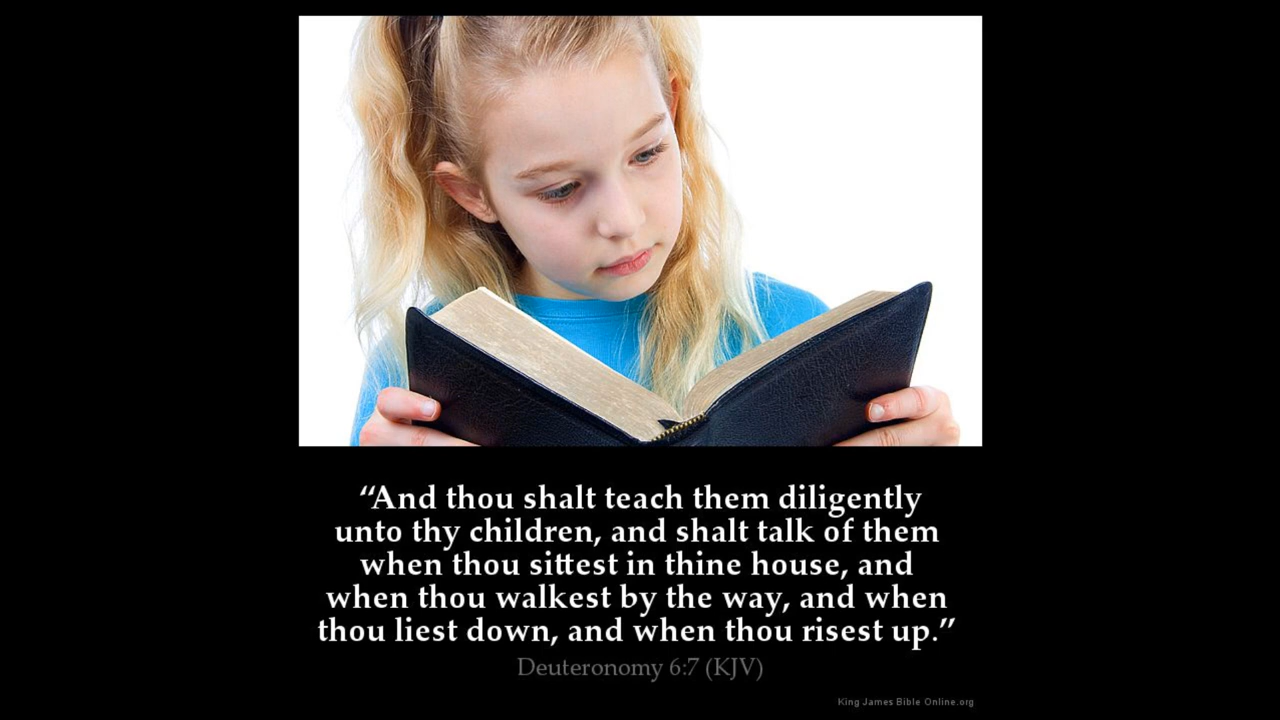 “And thou shalt teach them diligently
unto thy children, and shalt talk of them
when thou sittest in thine house, and
when thou walkest by the way, and when
thou liest down, and when thou risest up.”
Deuteronomy 6:7 (KJV)
King James Bible Online.org